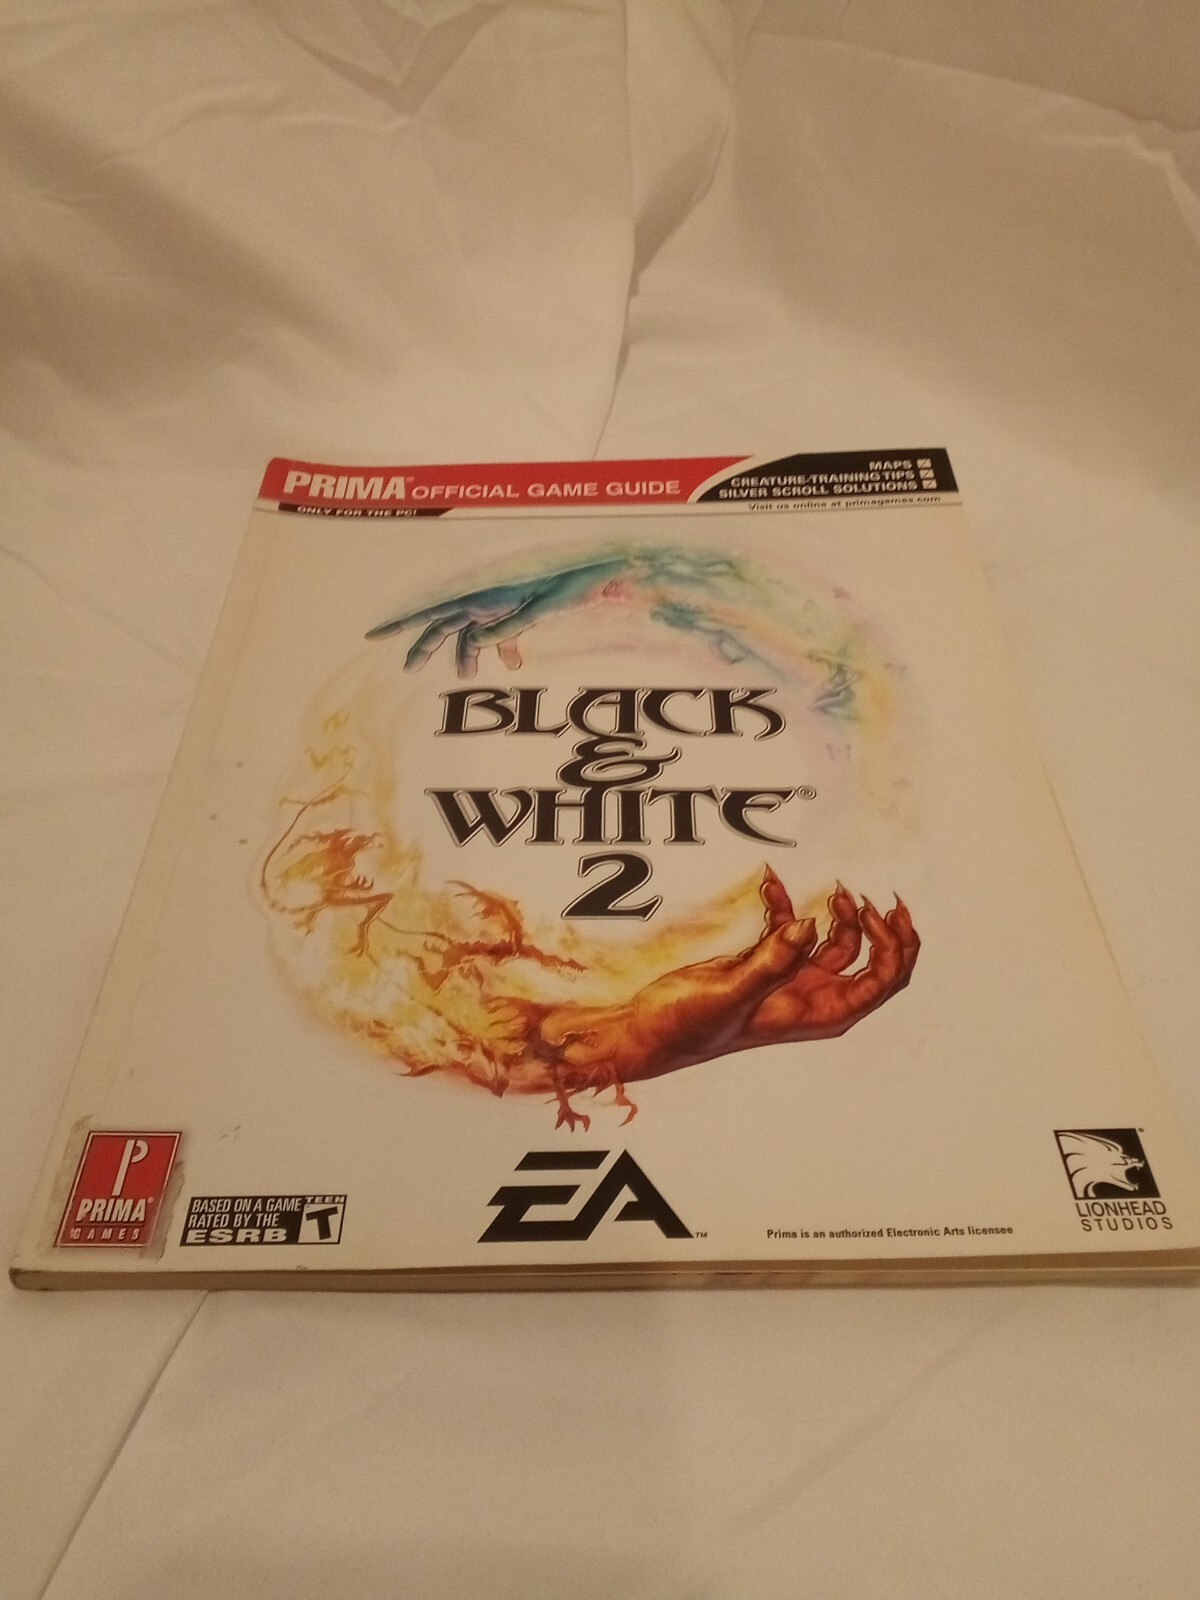 PRIMA® OFFICIAL GAME GUIDE
MAPS
CREATURE-TRAINING TIPS
SILVER SCROLL SOLUTIONS
ONLY FOR THE PC!
Visit us online at primagames.com
BLACK
&
WHITE®
2
P
PRIMA®
GAMES
BASED ON A GAME
RATED BY THE
ESRB
TEEN
T
EA™
Prima is an authorized Electronic Arts licensee
LIONHEAD
STUDIOS